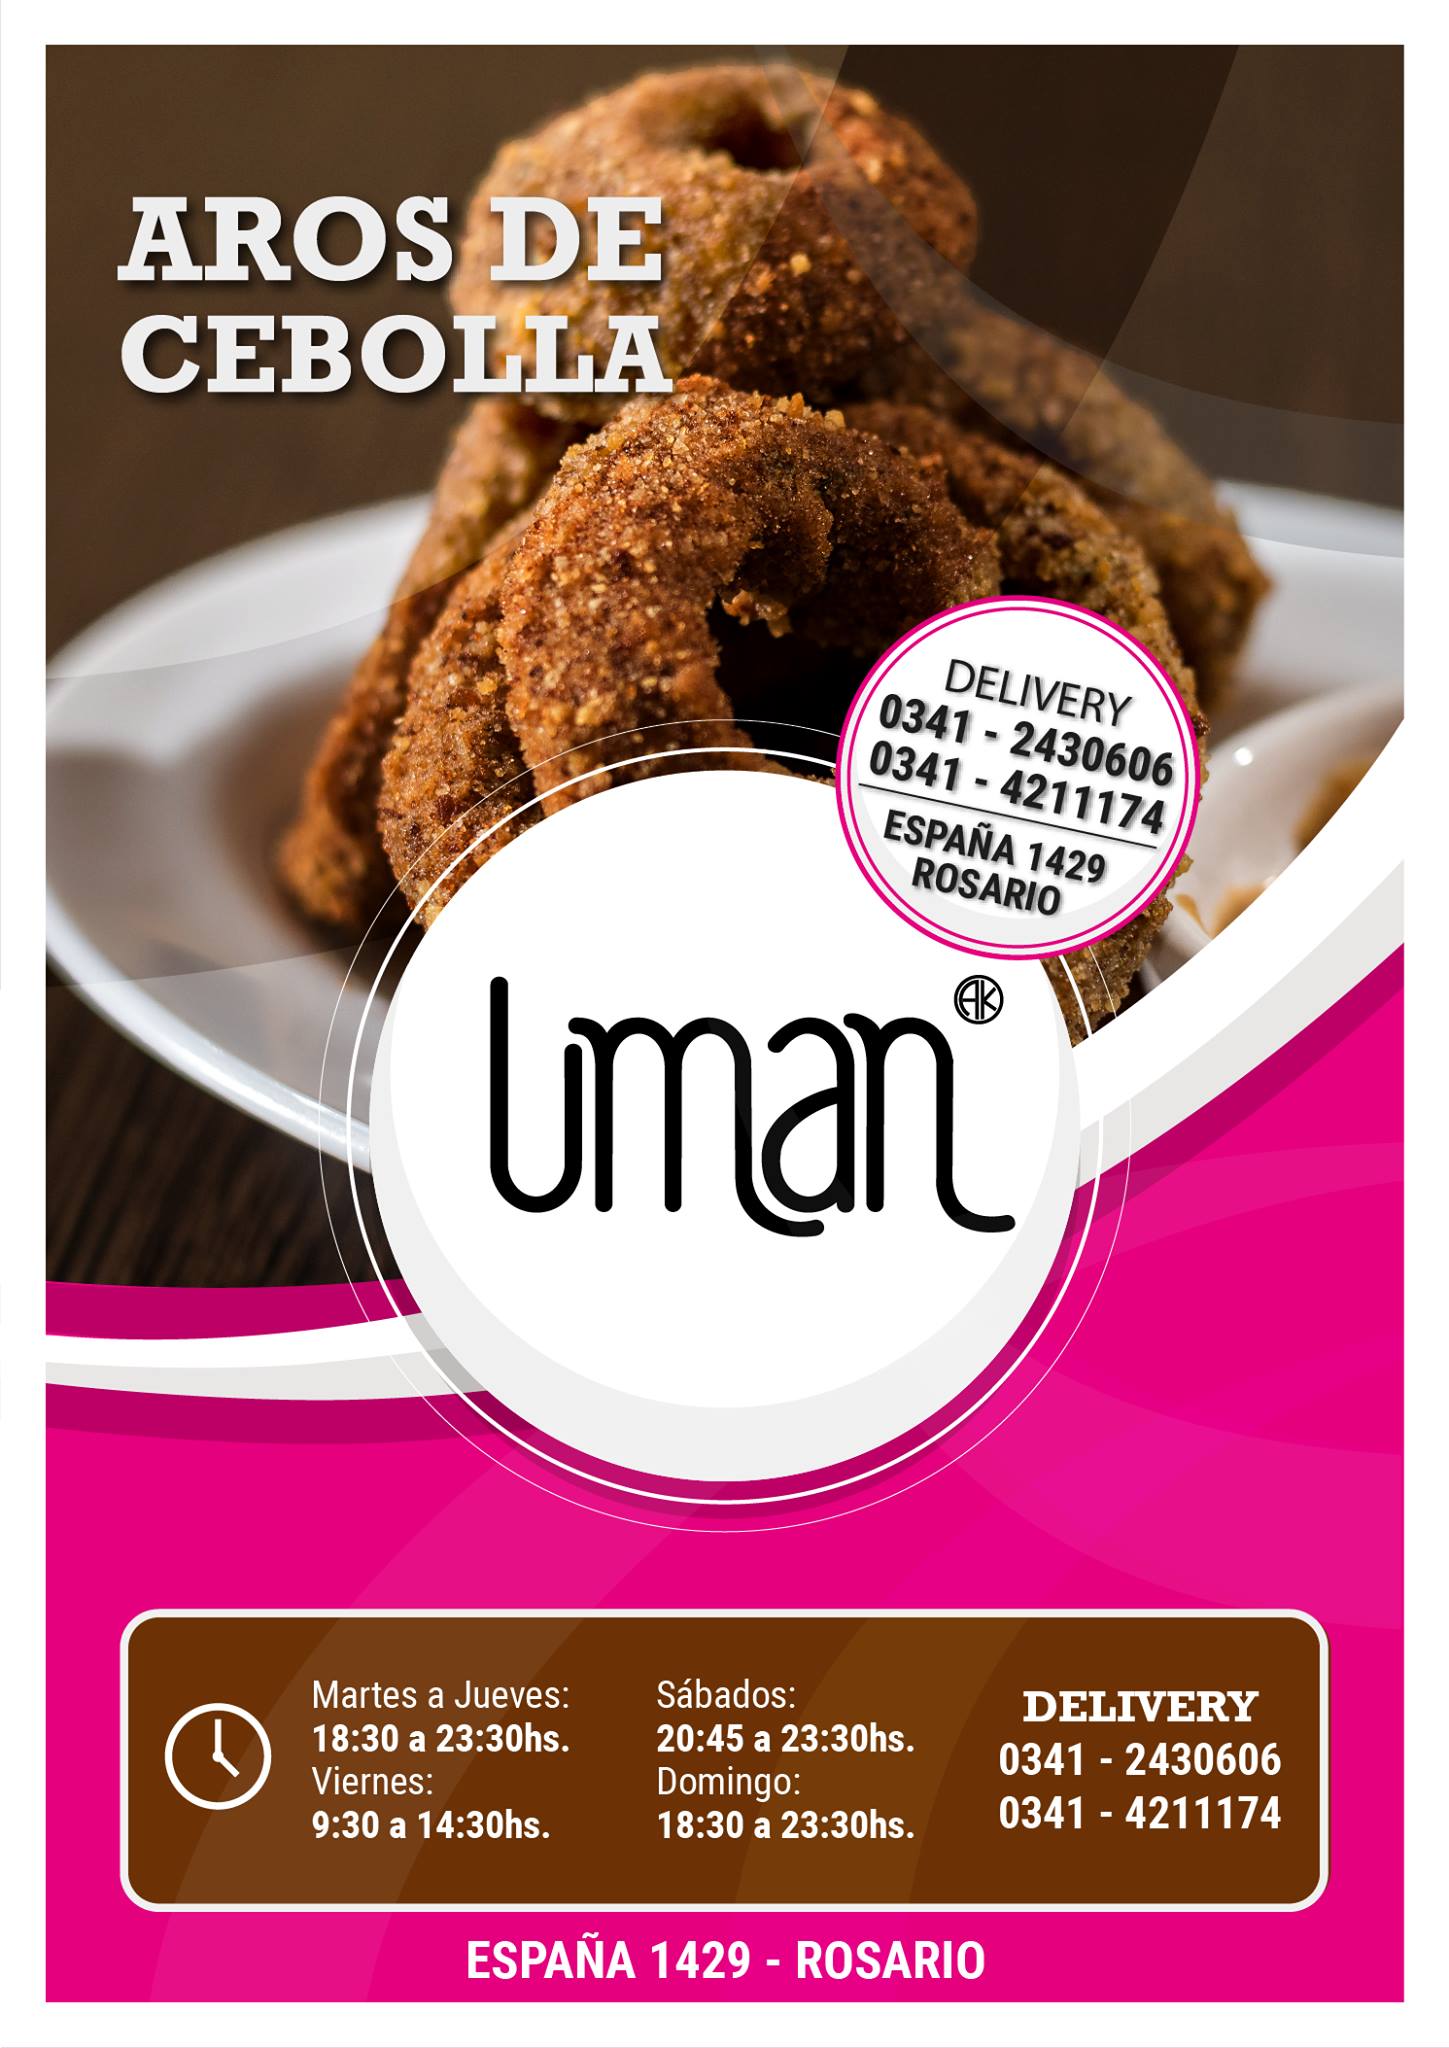 AROS DE
CEBOLLA
DELIVERY
0341 - 2430606
0341 - 4211174
ESPAÑA 1429
ROSARIO
uman AK
Martes a Jueves:
18:30 a 23:30hs.
Viernes:
9:30 a 14:30hs.
Sábados:
20:45 a 23:30hs.
Domingo:
18:30 a 23:30hs.
DELIVERY
0341 - 2430606
0341 - 4211174
ESPAÑA 1429 - ROSARIO